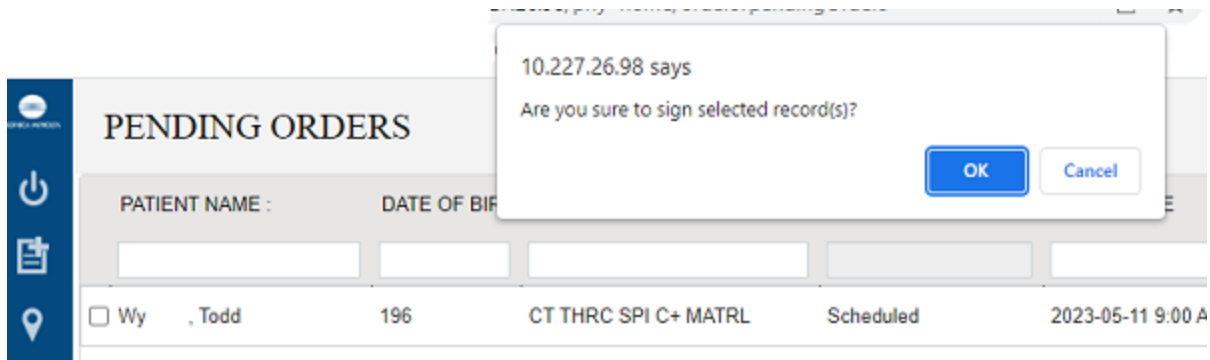 10.227.26.98 says
Are you sure to sign selected record(s)?
OK Cancel
PENDING ORDERS
PATIENT NAME : DATE OF
Wy , Todd 196 CT THRC SPI C+ MATRL Scheduled 2023-05-11 9:00